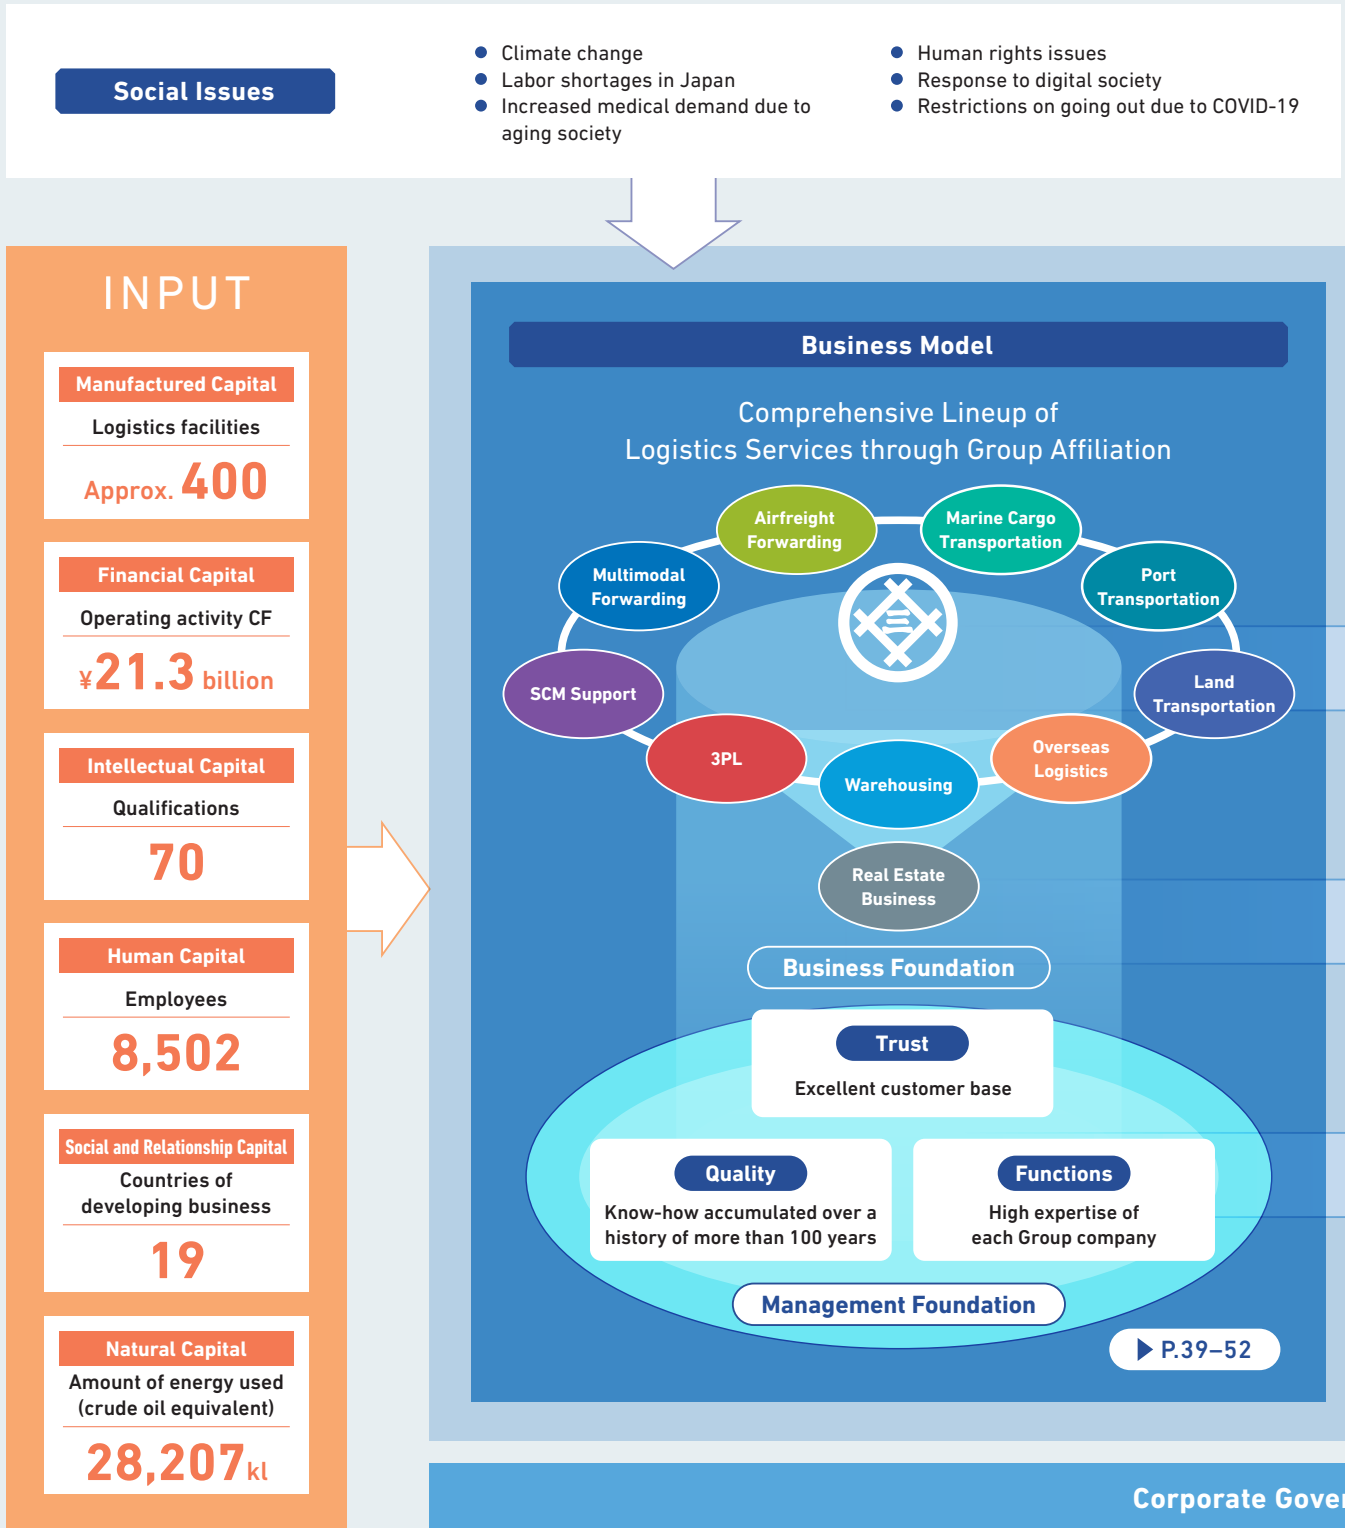 Social Issues
Climate change
Labor shortages in Japan
Increased medical demand due to
aging society
Human rights issues
Response to digital society
Restrictions on going out due to COVID-19
INPUT
Manufactured Capital
Logistics facilities
Approx. 400
Financial Capital
Operating activity CF
¥21.3 billion
Intellectual Capital
Qualifications
70
Human Capital
Employees
8,502
Social and Relationship Capital
Countries of
developing business
19
Natural Capital
Amount of energy used
(crude oil equivalent)
28,207 kl
Business Model
Comprehensive Lineup of
Logistics Services through Group Affiliation
Airfreight
Forwarding
Marine Cargo
Transportation
Multimodal
Forwarding
Port
Transportation
三
SCM Support
Land
Transportation
3PL
Warehousing
Overseas
Logistics
Real Estate
Business
Business Foundation
Trust
Excellent customer base
Quality
Know-how accumulated over a
history of more than 100 years
Functions
High expertise of
each Group company
Management Foundation
P.39–52
Corporate Gover